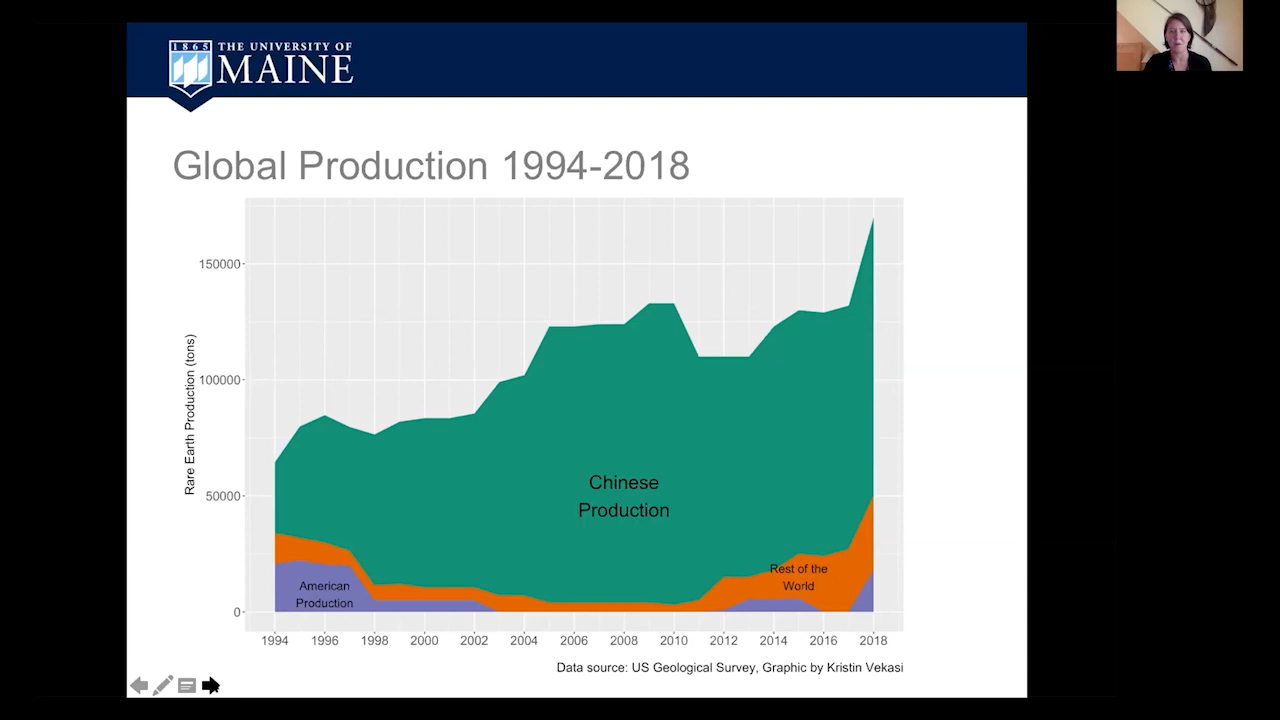 1865
THE UNIVERSITY OF
MAINE
Global Production 1994-2018
150000
100000
50000
0
Rare Earth Production (tons)
Chinese
Production
American
Production
Rest of the
World
1994 1996 1998 2000 2002 2004 2006 2008 2010 2012 2014 2016 2018
Data source: US Geological Survey, Graphic by Kristin Vekasi